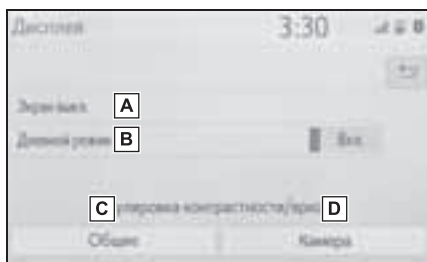 Дисплей 3:30
Экран выкл. A
Дневной режим B Вкл.
C D контрастности/
Общие Камера